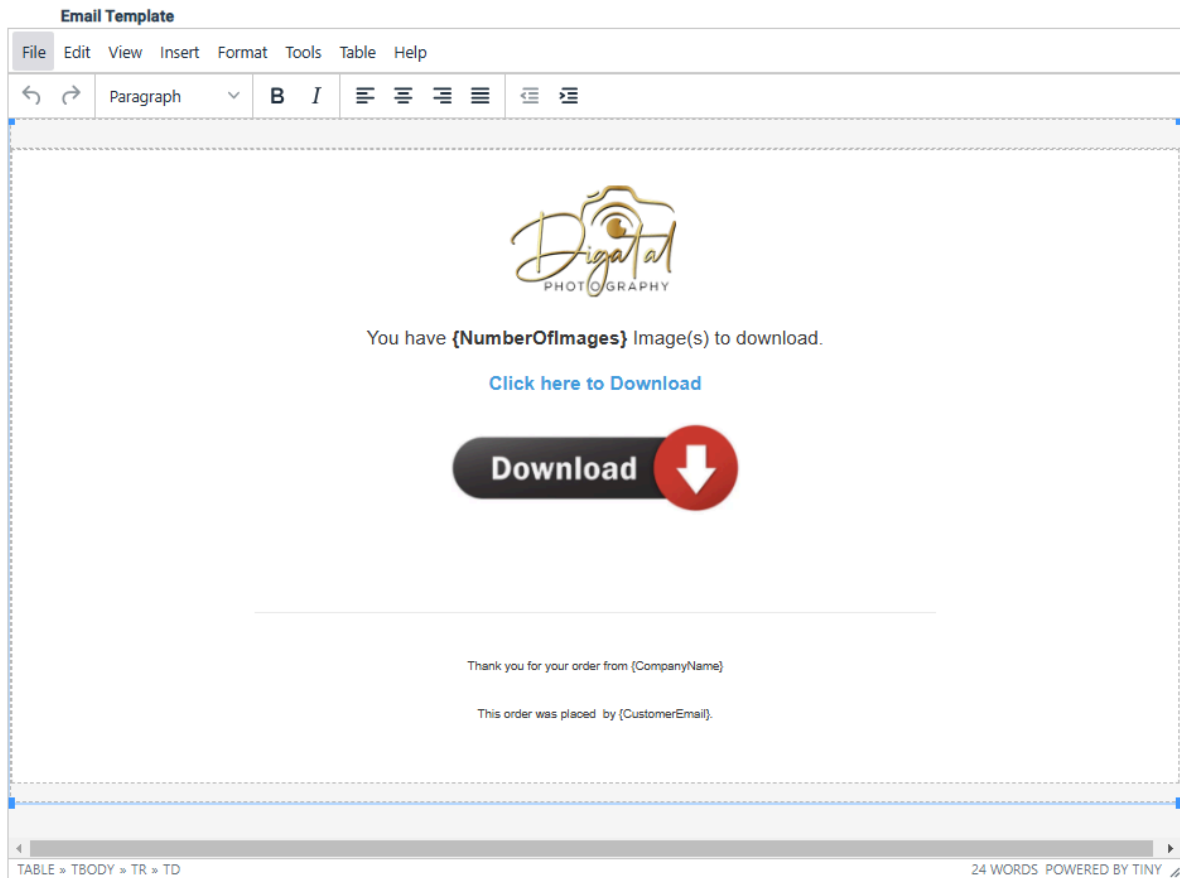 Email Template
File Edit View Insert Format Tools Table Help
Paragraph B I
Digatal
PHOTOGRAPHY
You have {NumberOfImages} Image(s) to download.
Click here to Download
Download
Thank you for your order from {CompanyName}
This order was placed by {CustomerEmail}.
TABLE » TBODY » TR » TD 24 WORDS POWERED BY TINY